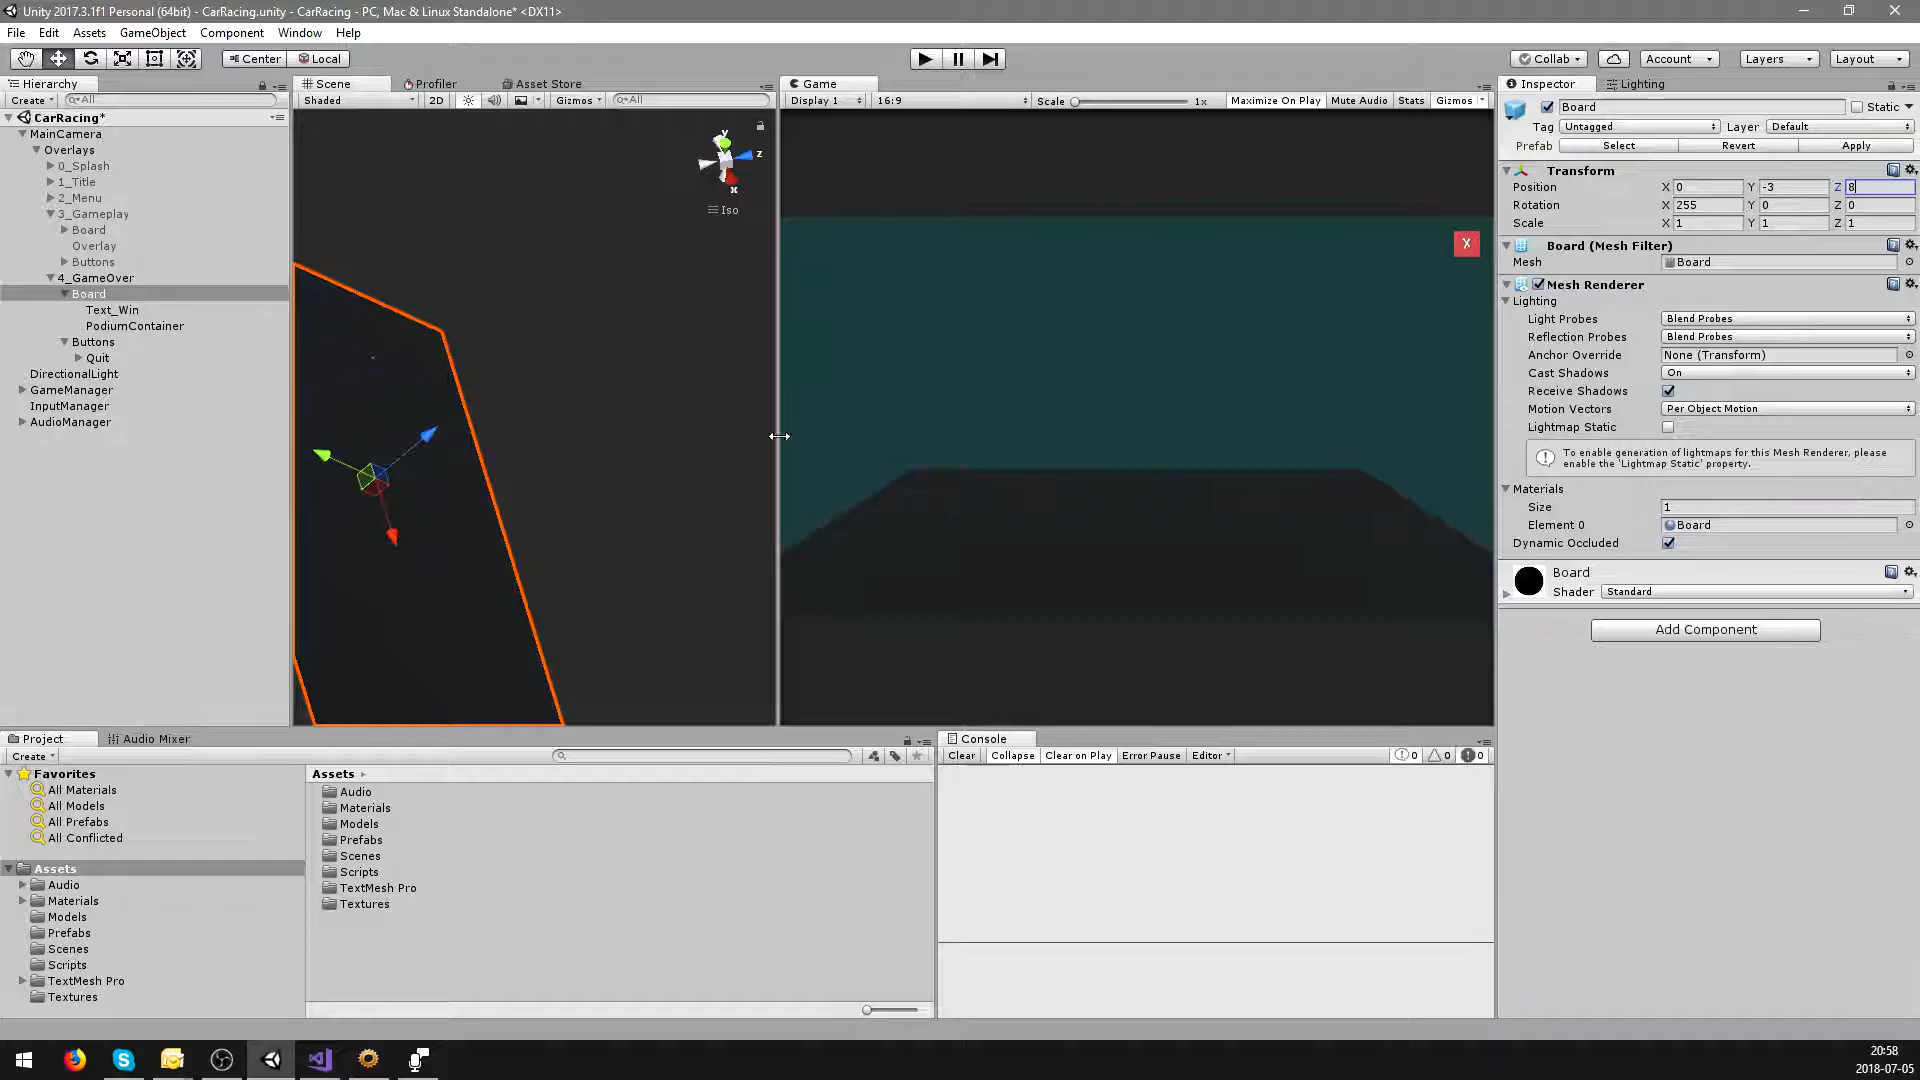 Unity 2017.3.1f1 Personal (64bit) - CarRacing.unity - CarRacing - PC, Mac & Linux Standalone* <DX11>
File Edit Assets GameObject Component Window Help
Center Local Collab Account Layers Layout
Hierarchy
Create All
CarRacing*
MainCamera
Overlays
0_Splash
1_Title
2_Menu
3_Gameplay
Board
Overlay
Buttons
4_GameOver
Board
Text_Win
PodiumContainer
Buttons
Quit
DirectionalLight
GameManager
InputManager
AudioManager
Scene Profiler Asset Store
Shaded 2D Gizmos All
y
z
x
Iso
Game
Display 1 16:9 Scale 1x Maximize On Play Mute Audio Stats Gizmos
X
Inspector Lighting
Board Static
Tag Untagged Layer Default
Prefab Select Revert Apply
Transform
Position X 0 Y -3 Z 8
Rotation X 255 Y 0 Z 0
Scale X 1 Y 1 Z 1
Board (Mesh Filter)
Mesh Board
Mesh Renderer
Lighting
Light Probes Blend Probes
Reflection Probes Blend Probes
Anchor Override None (Transform)
Cast Shadows On
Receive Shadows
Motion Vectors Per Object Motion
Lightmap Static
To enable generation of lightmaps for this Mesh Renderer, please
enable the 'Lightmap Static' property.
Materials
Size 1
Element 0 Board
Dynamic Occluded
Board
Shader Standard
Add Component
Project Audio Mixer
Create
Favorites
All Materials
All Models
All Prefabs
All Conflicted
Assets
Audio
Materials
Models
Prefabs
Scenes
Scripts
TextMesh Pro
Textures
Assets
Audio
Materials
Models
Prefabs
Scenes
Scripts
TextMesh Pro
Textures
Console
Clear Collapse Clear on Play Error Pause Editor 0 0 0
20:58
2018-07-05